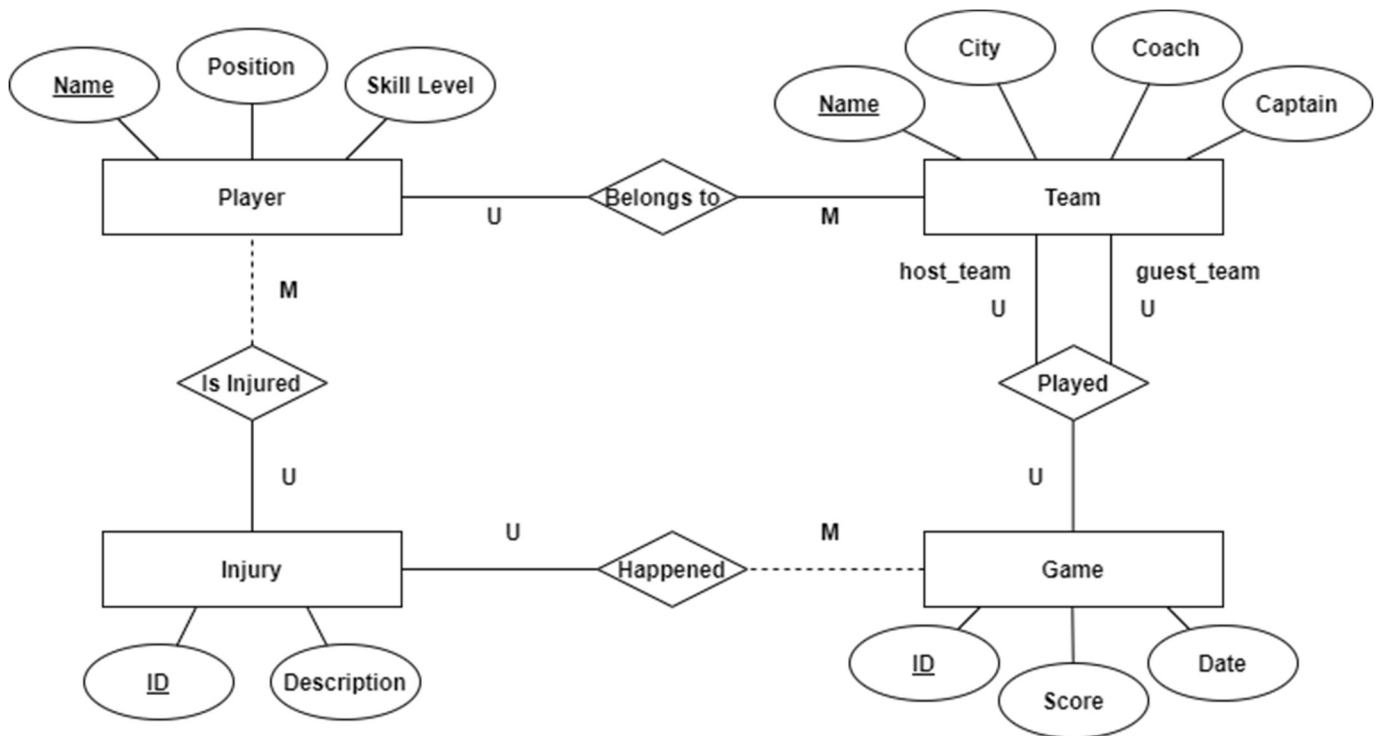 City
Coach
Name
Position
Skill Level
Name
Captain
Player
Belongs to
Team
U
M
host_team
guest_team
M
U
U
Is Injured
Played
U
U
U
M
Injury
Happened
Game
ID
Description
ID
Score
Date